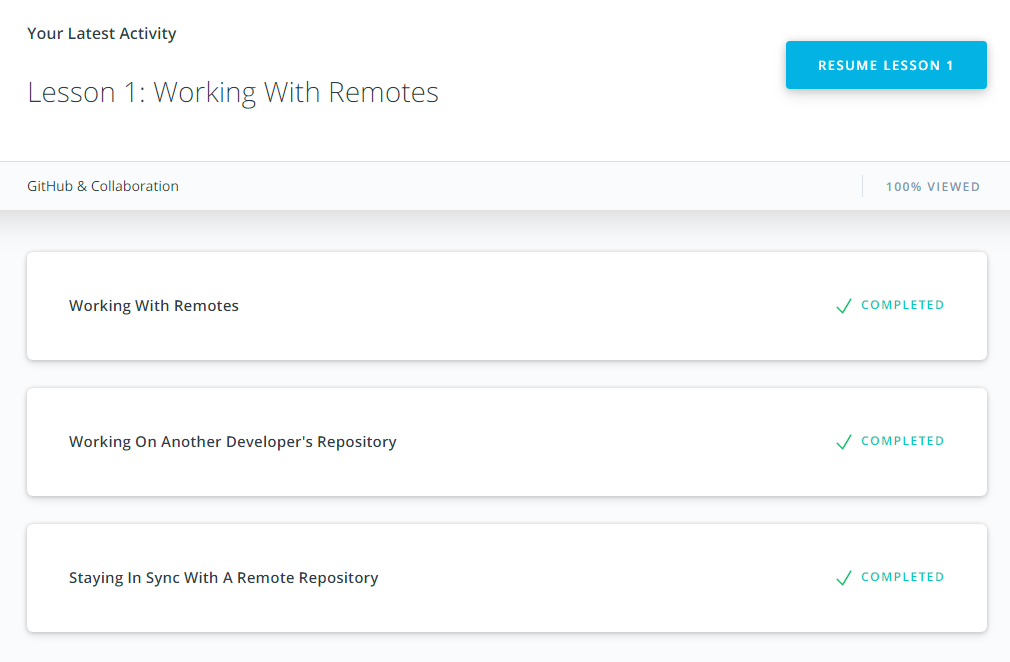 Your Latest Activity
RESUME LESSON 1
Lesson 1: Working With Remotes
GitHub & Collaboration
100% VIEWED
Working With Remotes
COMPLETED
Working On Another Developer's Repository
COMPLETED
Staying In Sync With A Remote Repository
COMPLETED